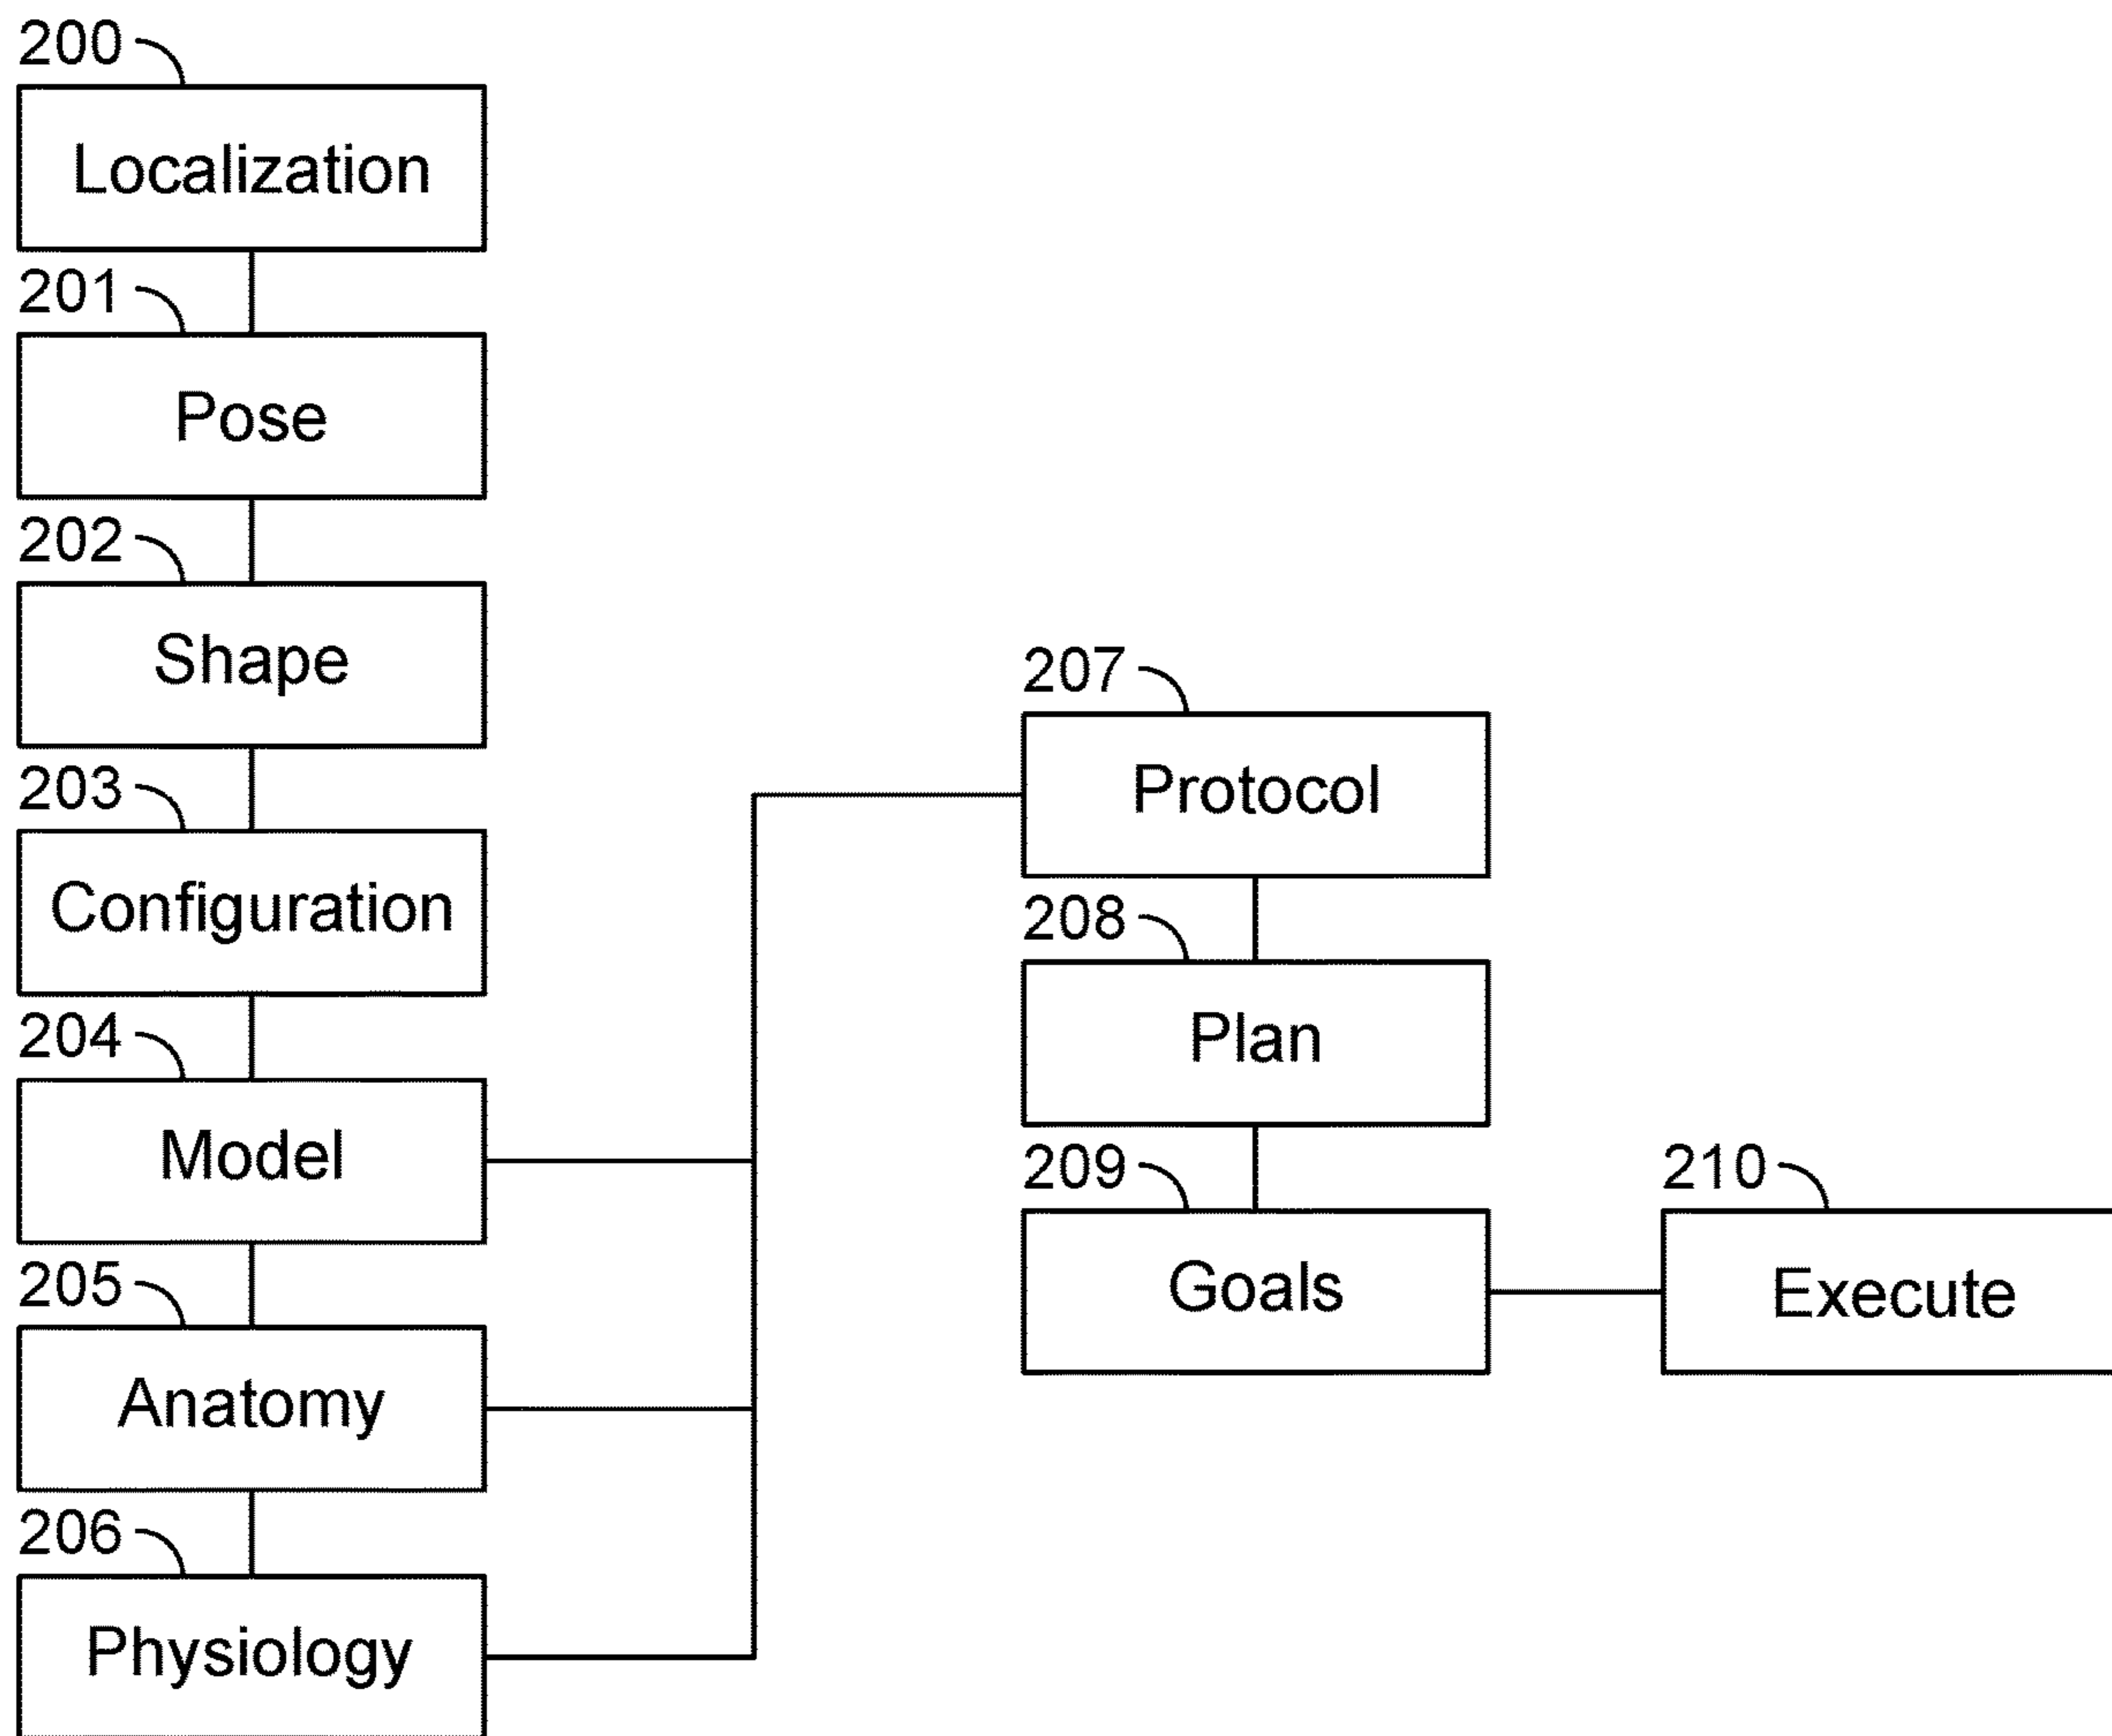 200
Localization
201
Pose
202
Shape
203
Configuration
204
Model
205
Anatomy
206
Physiology
207
Protocol
208
Plan
209
Goals
210
Execute